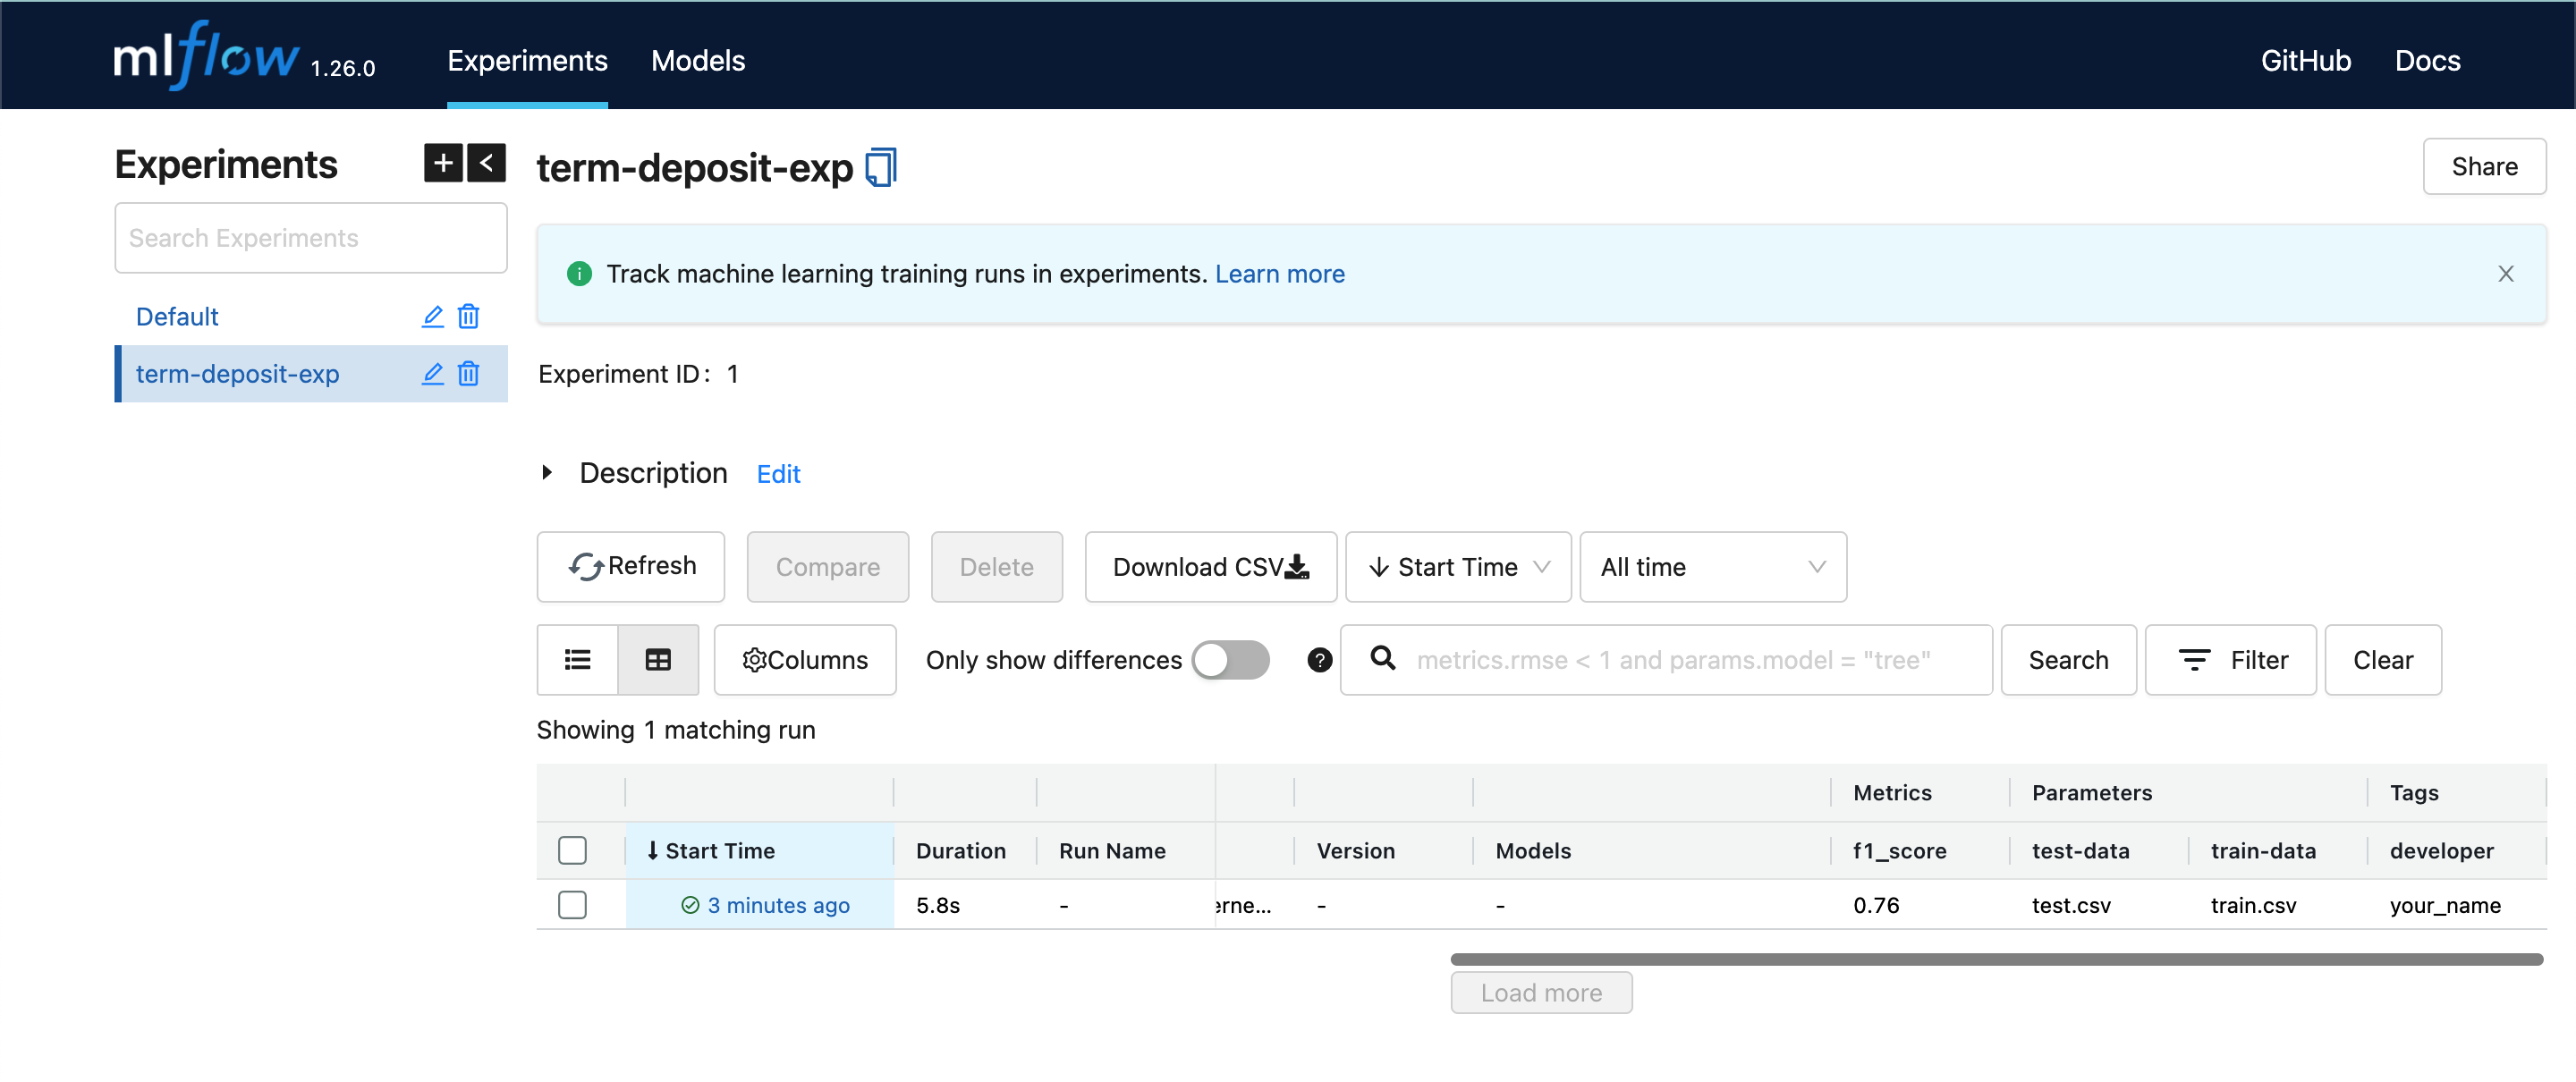 mlflow 1.26.0 Experiments Models GitHub Docs
Experiments
Search Experiments
Default
term-deposit-exp
term-deposit-exp
Share
Track machine learning training runs in experiments. Learn more
Experiment ID: 1
Description Edit
Refresh Compare Delete Download CSV Start Time All time
Columns Only show differences metrics.rmse < 1 and params.model = "tree" Search Filter Clear
Showing 1 matching run
Metrics Parameters Tags
Start Time Duration Run Name Version Models f1_score test-data train-data developer
3 minutes ago 5.8s - erne... - - 0.76 test.csv train.csv your_name
Load more